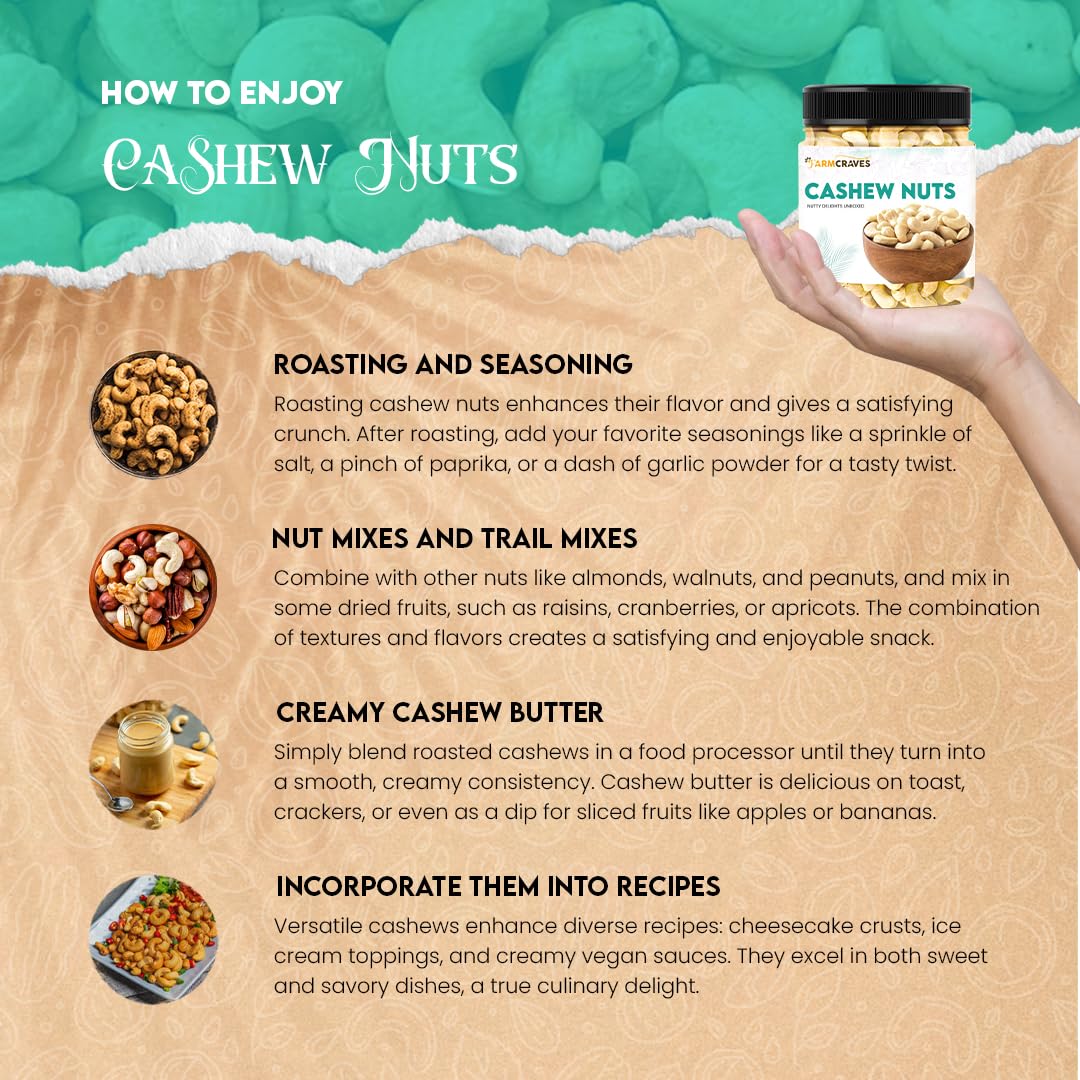 HOW TO ENJOY
CASHEW NUTS
FARMCRAVES
CASHEW NUTS
NUTTY DELIGHTS UNBOXED
ROASTING AND SEASONING
Roasting cashew nuts enhances their flavor and gives a satisfying
crunch. After roasting, add your favorite seasonings like a sprinkle of
salt, a pinch of paprika, or a dash of garlic powder for a tasty twist.
NUT MIXES AND TRAIL MIXES
Combine with other nuts like almonds, walnuts, and peanuts, and mix in
some dried fruits, such as raisins, cranberries, or apricots. The combination
of textures and flavors creates a satisfying and enjoyable snack.
CREAMY CASHEW BUTTER
Simply blend roasted cashews in a food processor until they turn into
a smooth, creamy consistency. Cashew butter is delicious on toast,
crackers, or even as a dip for sliced fruits like apples or bananas.
INCORPORATE THEM INTO RECIPES
Versatile cashews enhance diverse recipes: cheesecake crusts, ice
cream toppings, and creamy vegan sauces. They excel in both sweet
and savory dishes, a true culinary delight.